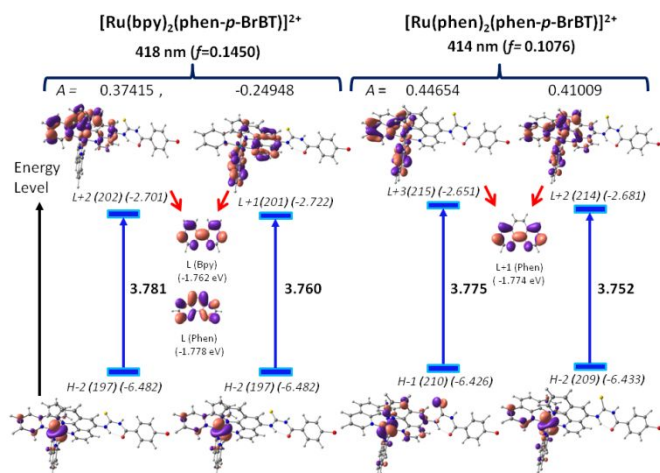 [Ru(bpy)2(phen-p-BrBT)]2+
[Ru(phen)2(phen-p-BrBT)]2+
418 nm (f=0.1450)
414 nm (f= 0.1076)
A = 0.37415 , -0.24948
A = 0.44654 0.41009
Energy
Level
L+2 (202) (-2.701)
L+1(201) (-2.722)
L+3(215) (-2.651)
L+2 (214) (-2.681)
L (Bpy)
(-1.762 eV)
L+1 (Phen)
(-1.774 eV)
3.781
3.760
3.775
3.752
L (Phen)
(-1.778 eV)
H-2 (197) (-6.482)
H-2 (197) (-6.482)
H-1 (210) (-6.426)
H-2 (209) (-6.433)